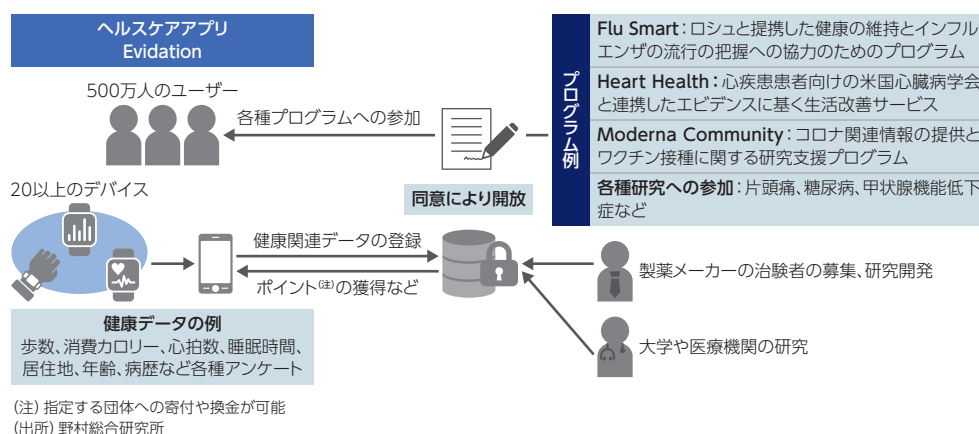 ヘルスケアアプリ
Evidation
500万人のユーザー
各種プログラムへの参加
プログラム例
Flu Smart：ロシュと提携した健康の維持とインフル
エンザの流行の把握への協力のためのプログラム
Heart Health：心疾患患者向けの米国心臓病学会
と連携したエビデンスに基く生活改善サービス
Moderna Community：コロナ関連情報の提供と
ワクチン接種に関する研究支援プログラム
各種研究への参加：片頭痛、糖尿病、甲状腺機能低下
症など
20以上のデバイス
同意により開放
健康関連データの登録
ポイント(注)の獲得など
製薬メーカーの治験者の募集、研究開発
大学や医療機関の研究
健康データの例
歩数、消費カロリー、心拍数、睡眠時間、
居住地、年齢、病歴など各種アンケート
(注) 指定する団体への寄付や換金が可能
(出所) 野村総合研究所